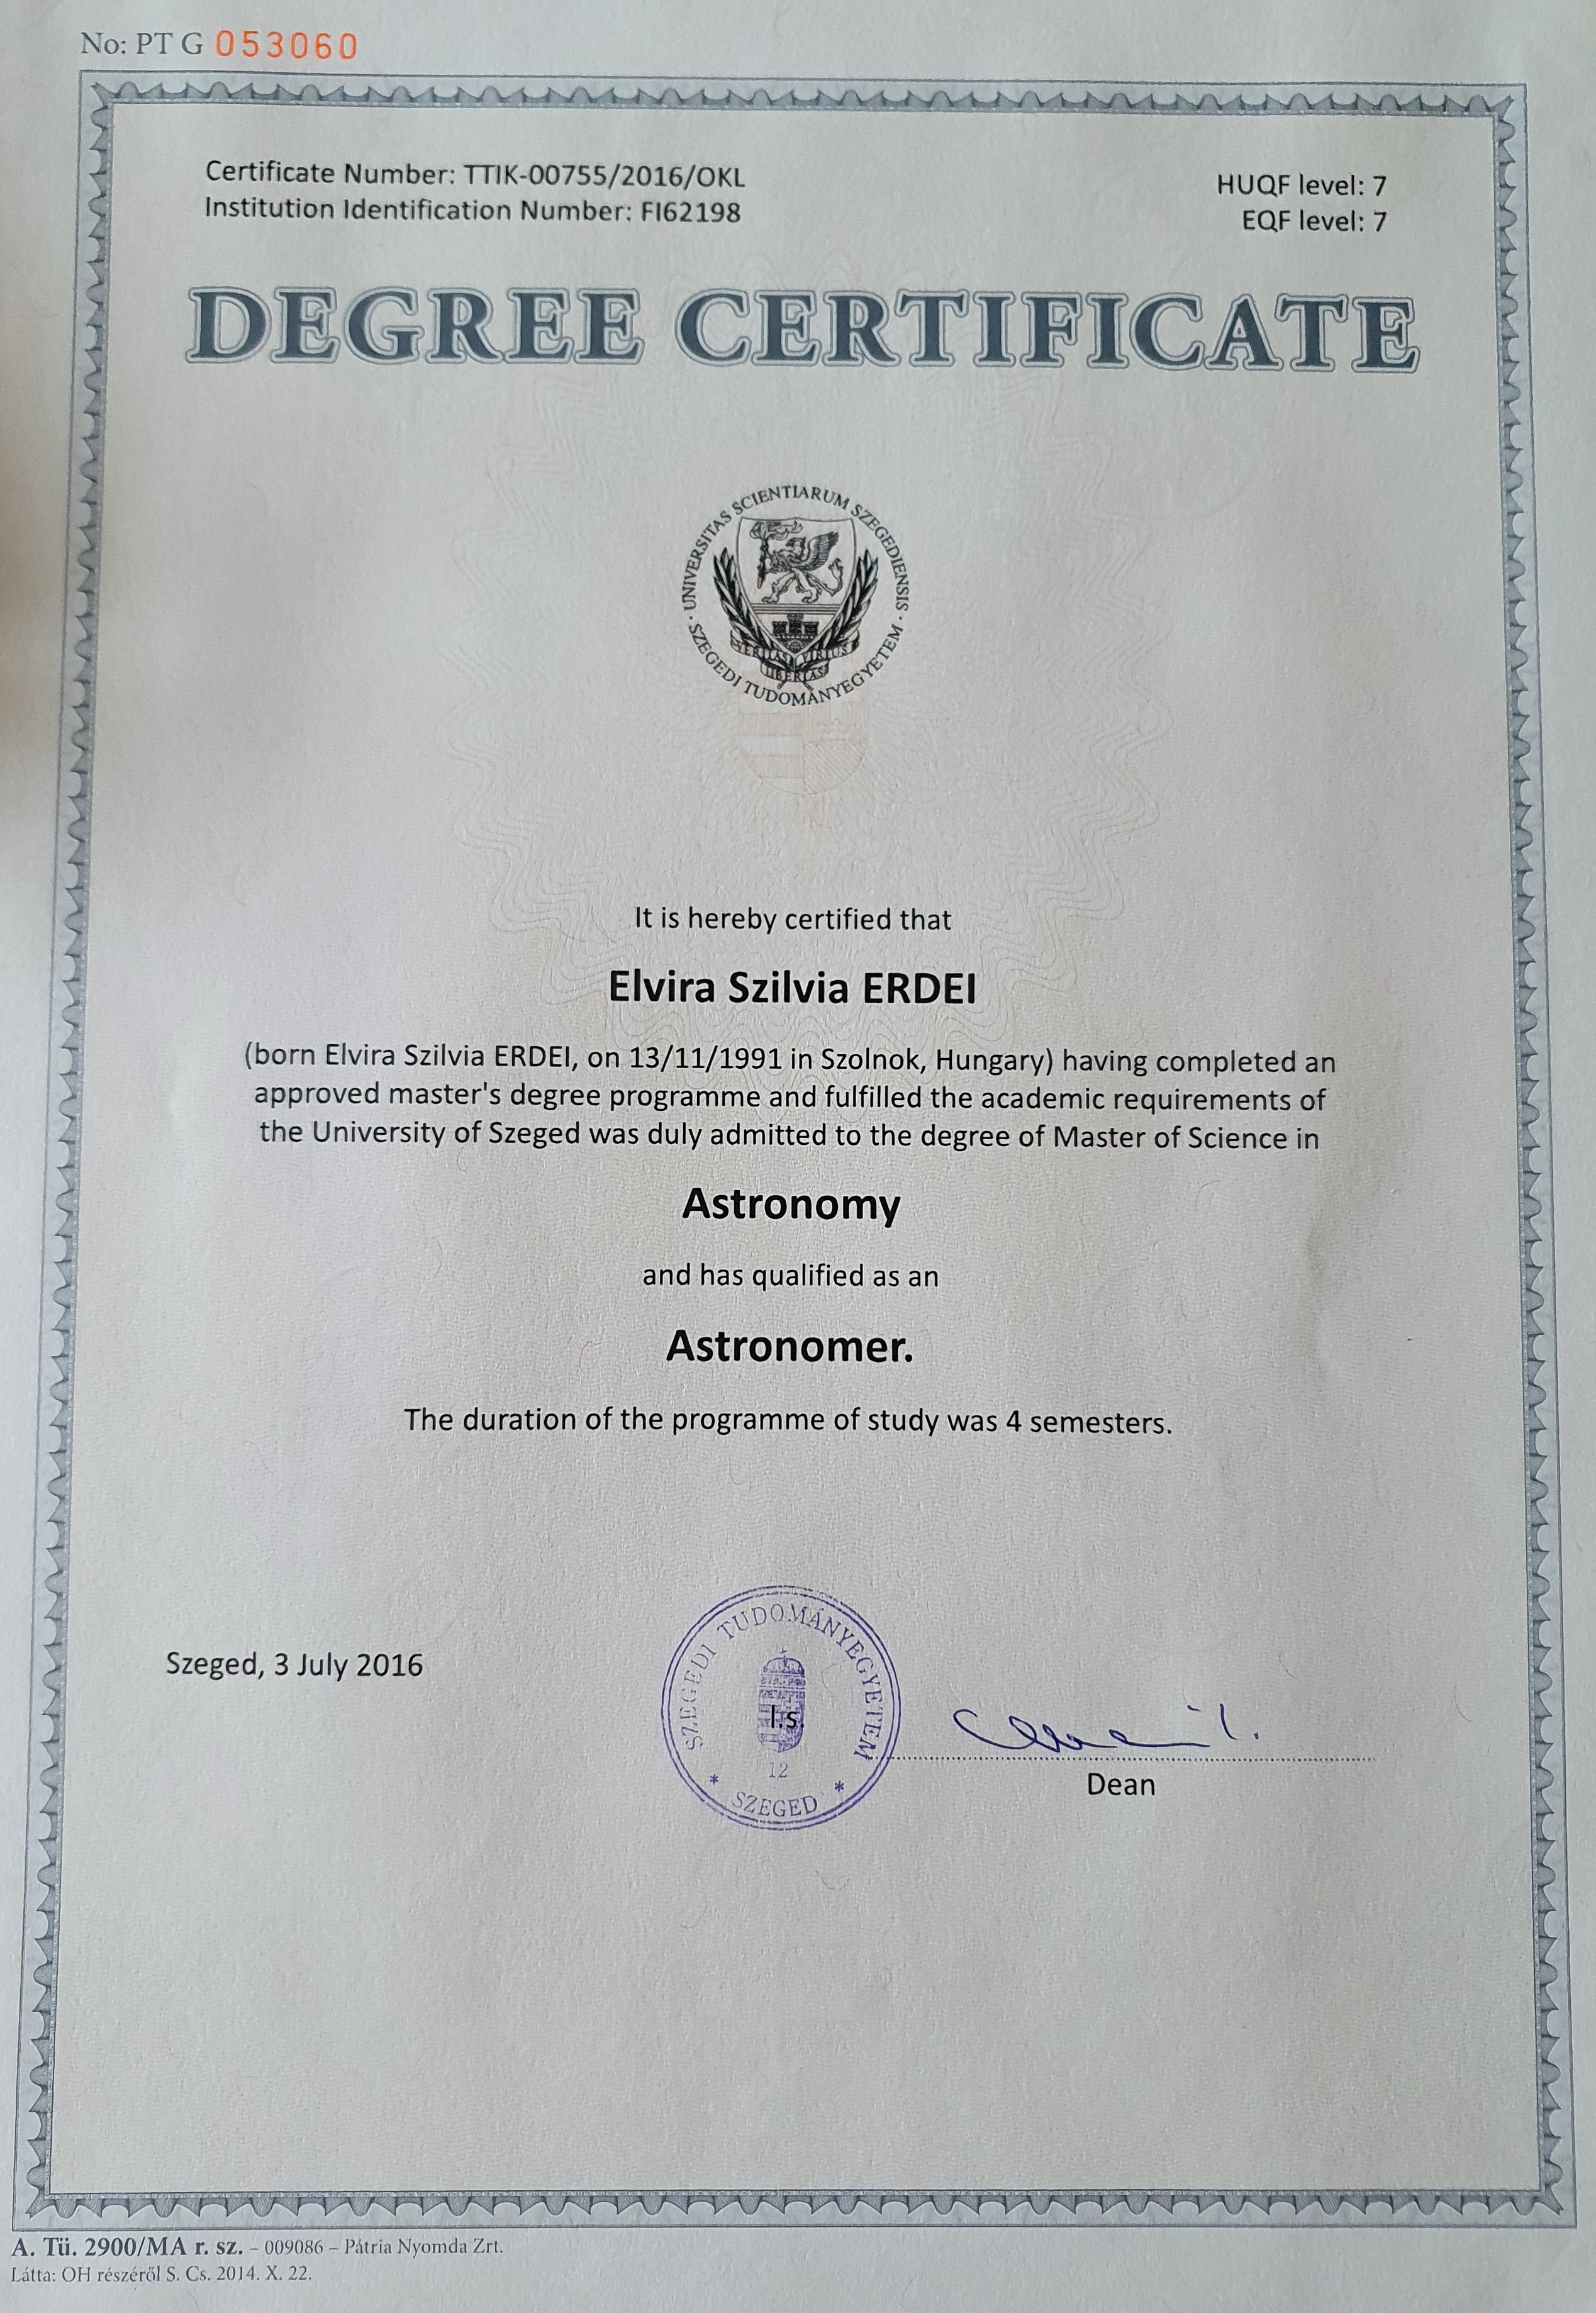 No: PT G 053060
Certificate Number: TTIK-00755/2016/OKL
Institution Identification Number: FI62198
HUQF level: 7
EQF level: 7
DEGREE CERTIFICATE
· UNIVERSITAS SCIENTIARUM SZEGEDIENSIS ·
SZEGEDI TUDOMÁNYEGYETEM
VERITAS VIRTUS
LIBERTAS
It is hereby certified that
Elvira Szilvia ERDEI
(born Elvira Szilvia ERDEI, on 13/11/1991 in Szolnok, Hungary) having completed an
approved master's degree programme and fulfilled the academic requirements of
the University of Szeged was duly admitted to the degree of Master of Science in
Astronomy
and has qualified as an
Astronomer.
The duration of the programme of study was 4 semesters.
Szeged, 3 July 2016
SZEGEDI TUDOMÁNYEGYETEM
l.s.
12
* SZEGED *
Dean
A. Tü. 2900/MA r. sz. – 009086 – Pátria Nyomda Zrt.
Látta: OH részéről S. Cs. 2014. X. 22.